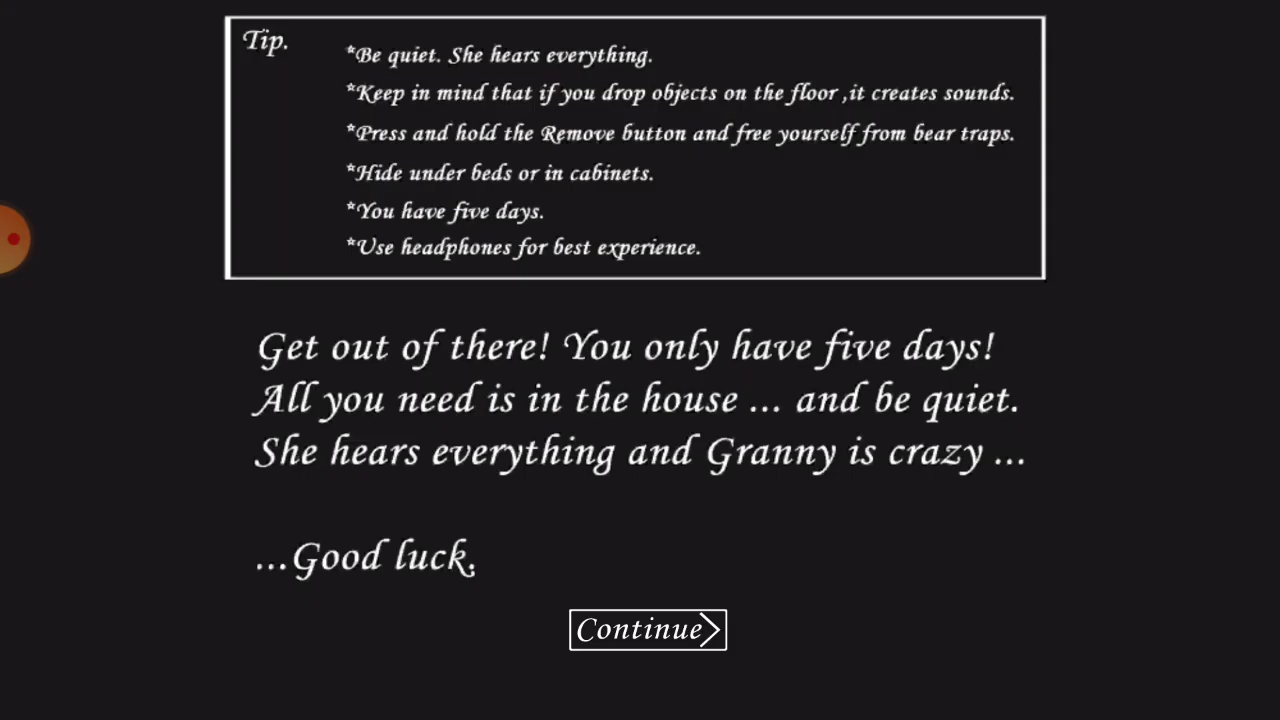 Tip.
*Be quiet. She hears everything.
*Keep in mind that if you drop objects on the floor ,it creates sounds.
*Press and hold the Remove button and free yourself from bear traps.
*Hide under beds or in cabinets.
*You have five days.
*Use headphones for best experience.
Get out of there! You only have five days!
All you need is in the house ... and be quiet.
She hears everything and Granny is crazy ...
...Good luck.
Continue